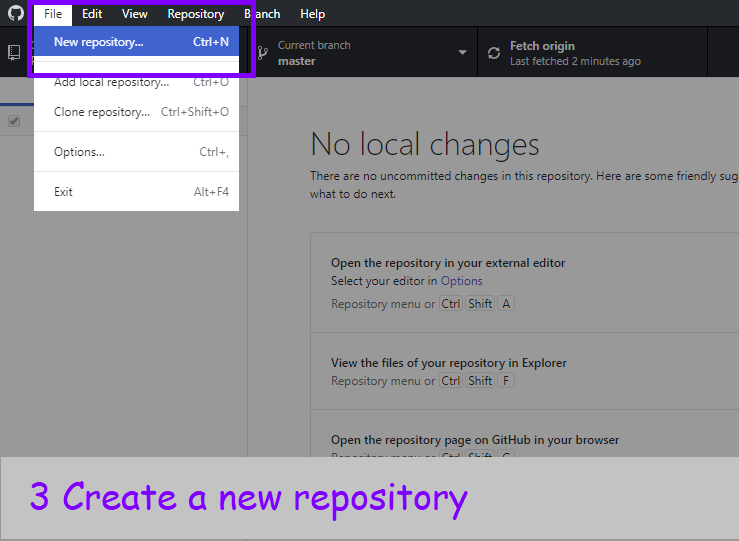 File Edit View Repository Branch Help
New repository... Ctrl+N
Add local repository... Ctrl+O
Clone repository... Ctrl+Shift+O
Options... Ctrl+,
Exit Alt+F4
Current branch
master
Fetch origin
Last fetched 2 minutes ago
No local changes
There are no uncommitted changes in this repository. Here are some friendly sug
what to do next.
Open the repository in your external editor
Select your editor in Options
Repository menu or Ctrl Shift A
View the files of your repository in Explorer
Repository menu or Ctrl Shift F
Open the repository page on GitHub in your browser
Repository menu or Ctrl Shift G
3 Create a new repository